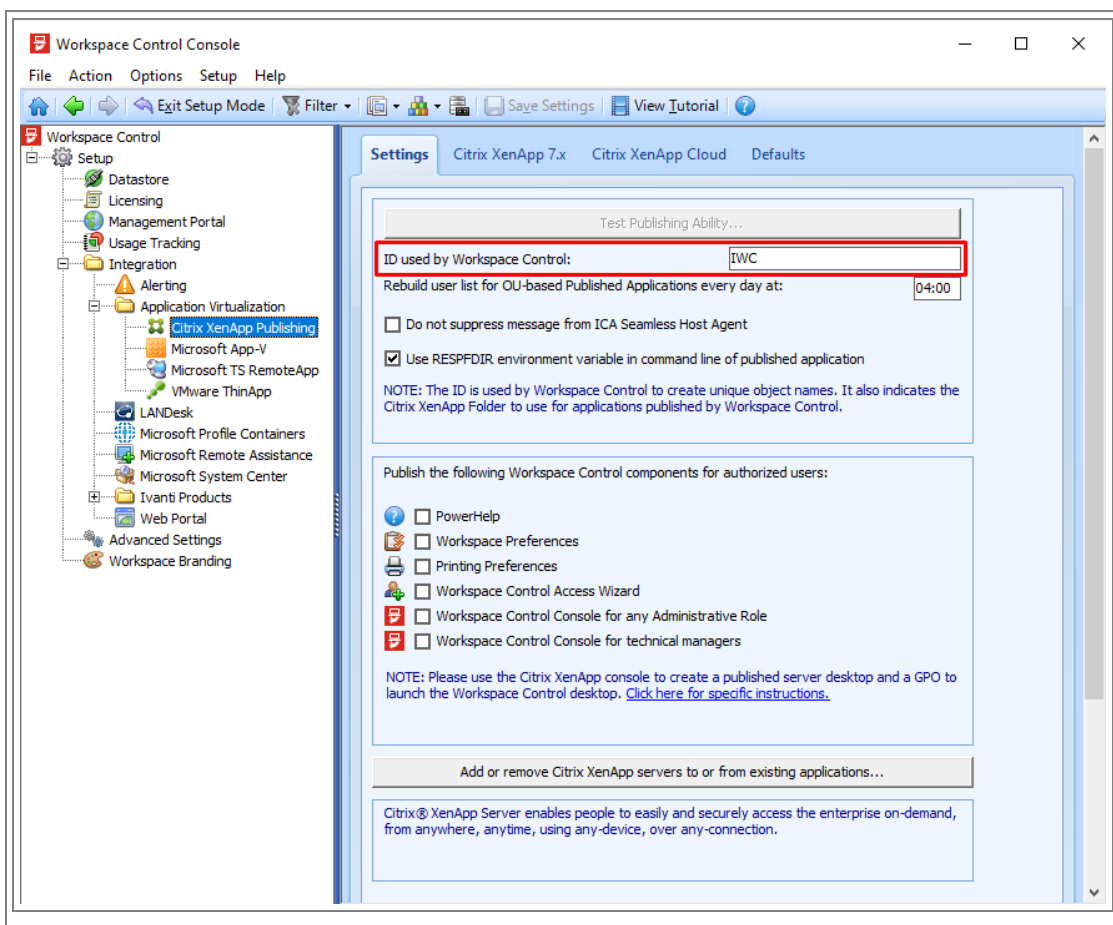 Workspace Control Console
File Action Options Setup Help
Exit Setup Mode Filter Save Settings View Tutorial
Workspace Control
Setup
Datastore
Licensing
Management Portal
Usage Tracking
Integration
Alerting
Application Virtualization
Citrix XenApp Publishing
Microsoft App-V
Microsoft TS RemoteApp
VMware ThinApp
LANDesk
Microsoft Profile Containers
Microsoft Remote Assistance
Microsoft System Center
Ivanti Products
Web Portal
Advanced Settings
Workspace Branding
Settings Citrix XenApp 7.x Citrix XenApp Cloud Defaults
Test Publishing Ability...
ID used by Workspace Control: IWC
Rebuild user list for OU-based Published Applications every day at: 04:00
Do not suppress message from ICA Seamless Host Agent
Use RESPFDIR environment variable in command line of published application
NOTE: The ID is used by Workspace Control to create unique object names. It also indicates the
Citrix XenApp Folder to use for applications published by Workspace Control.
Publish the following Workspace Control components for authorized users:
PowerHelp
Workspace Preferences
Printing Preferences
Workspace Control Access Wizard
Workspace Control Console for any Administrative Role
Workspace Control Console for technical managers
NOTE: Please use the Citrix XenApp console to create a published server desktop and a GPO to
launch the Workspace Control desktop. Click here for specific instructions.
Add or remove Citrix XenApp servers to or from existing applications...
Citrix® XenApp Server enables people to easily and securely access the enterprise on-demand,
from anywhere, anytime, using any-device, over any-connection.